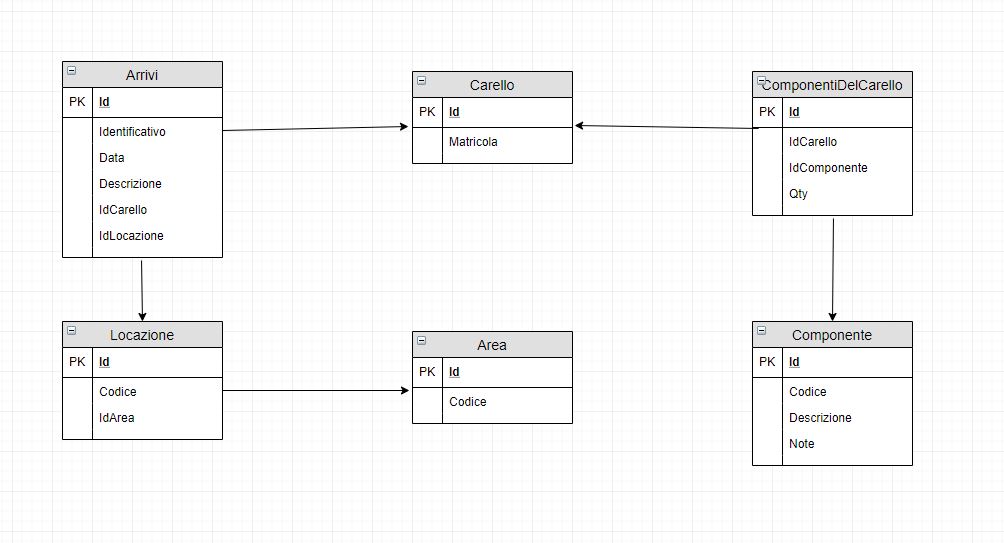 Arrivi
PK Id
Identificativo
Data
Descrizione
IdCarello
IdLocazione
Carello
PK Id
Matricola
ComponentiDelCarello
PK Id
IdCarello
IdComponente
Qty
Locazione
PK Id
Codice
IdArea
Area
PK Id
Codice
Componente
PK Id
Codice
Descrizione
Note